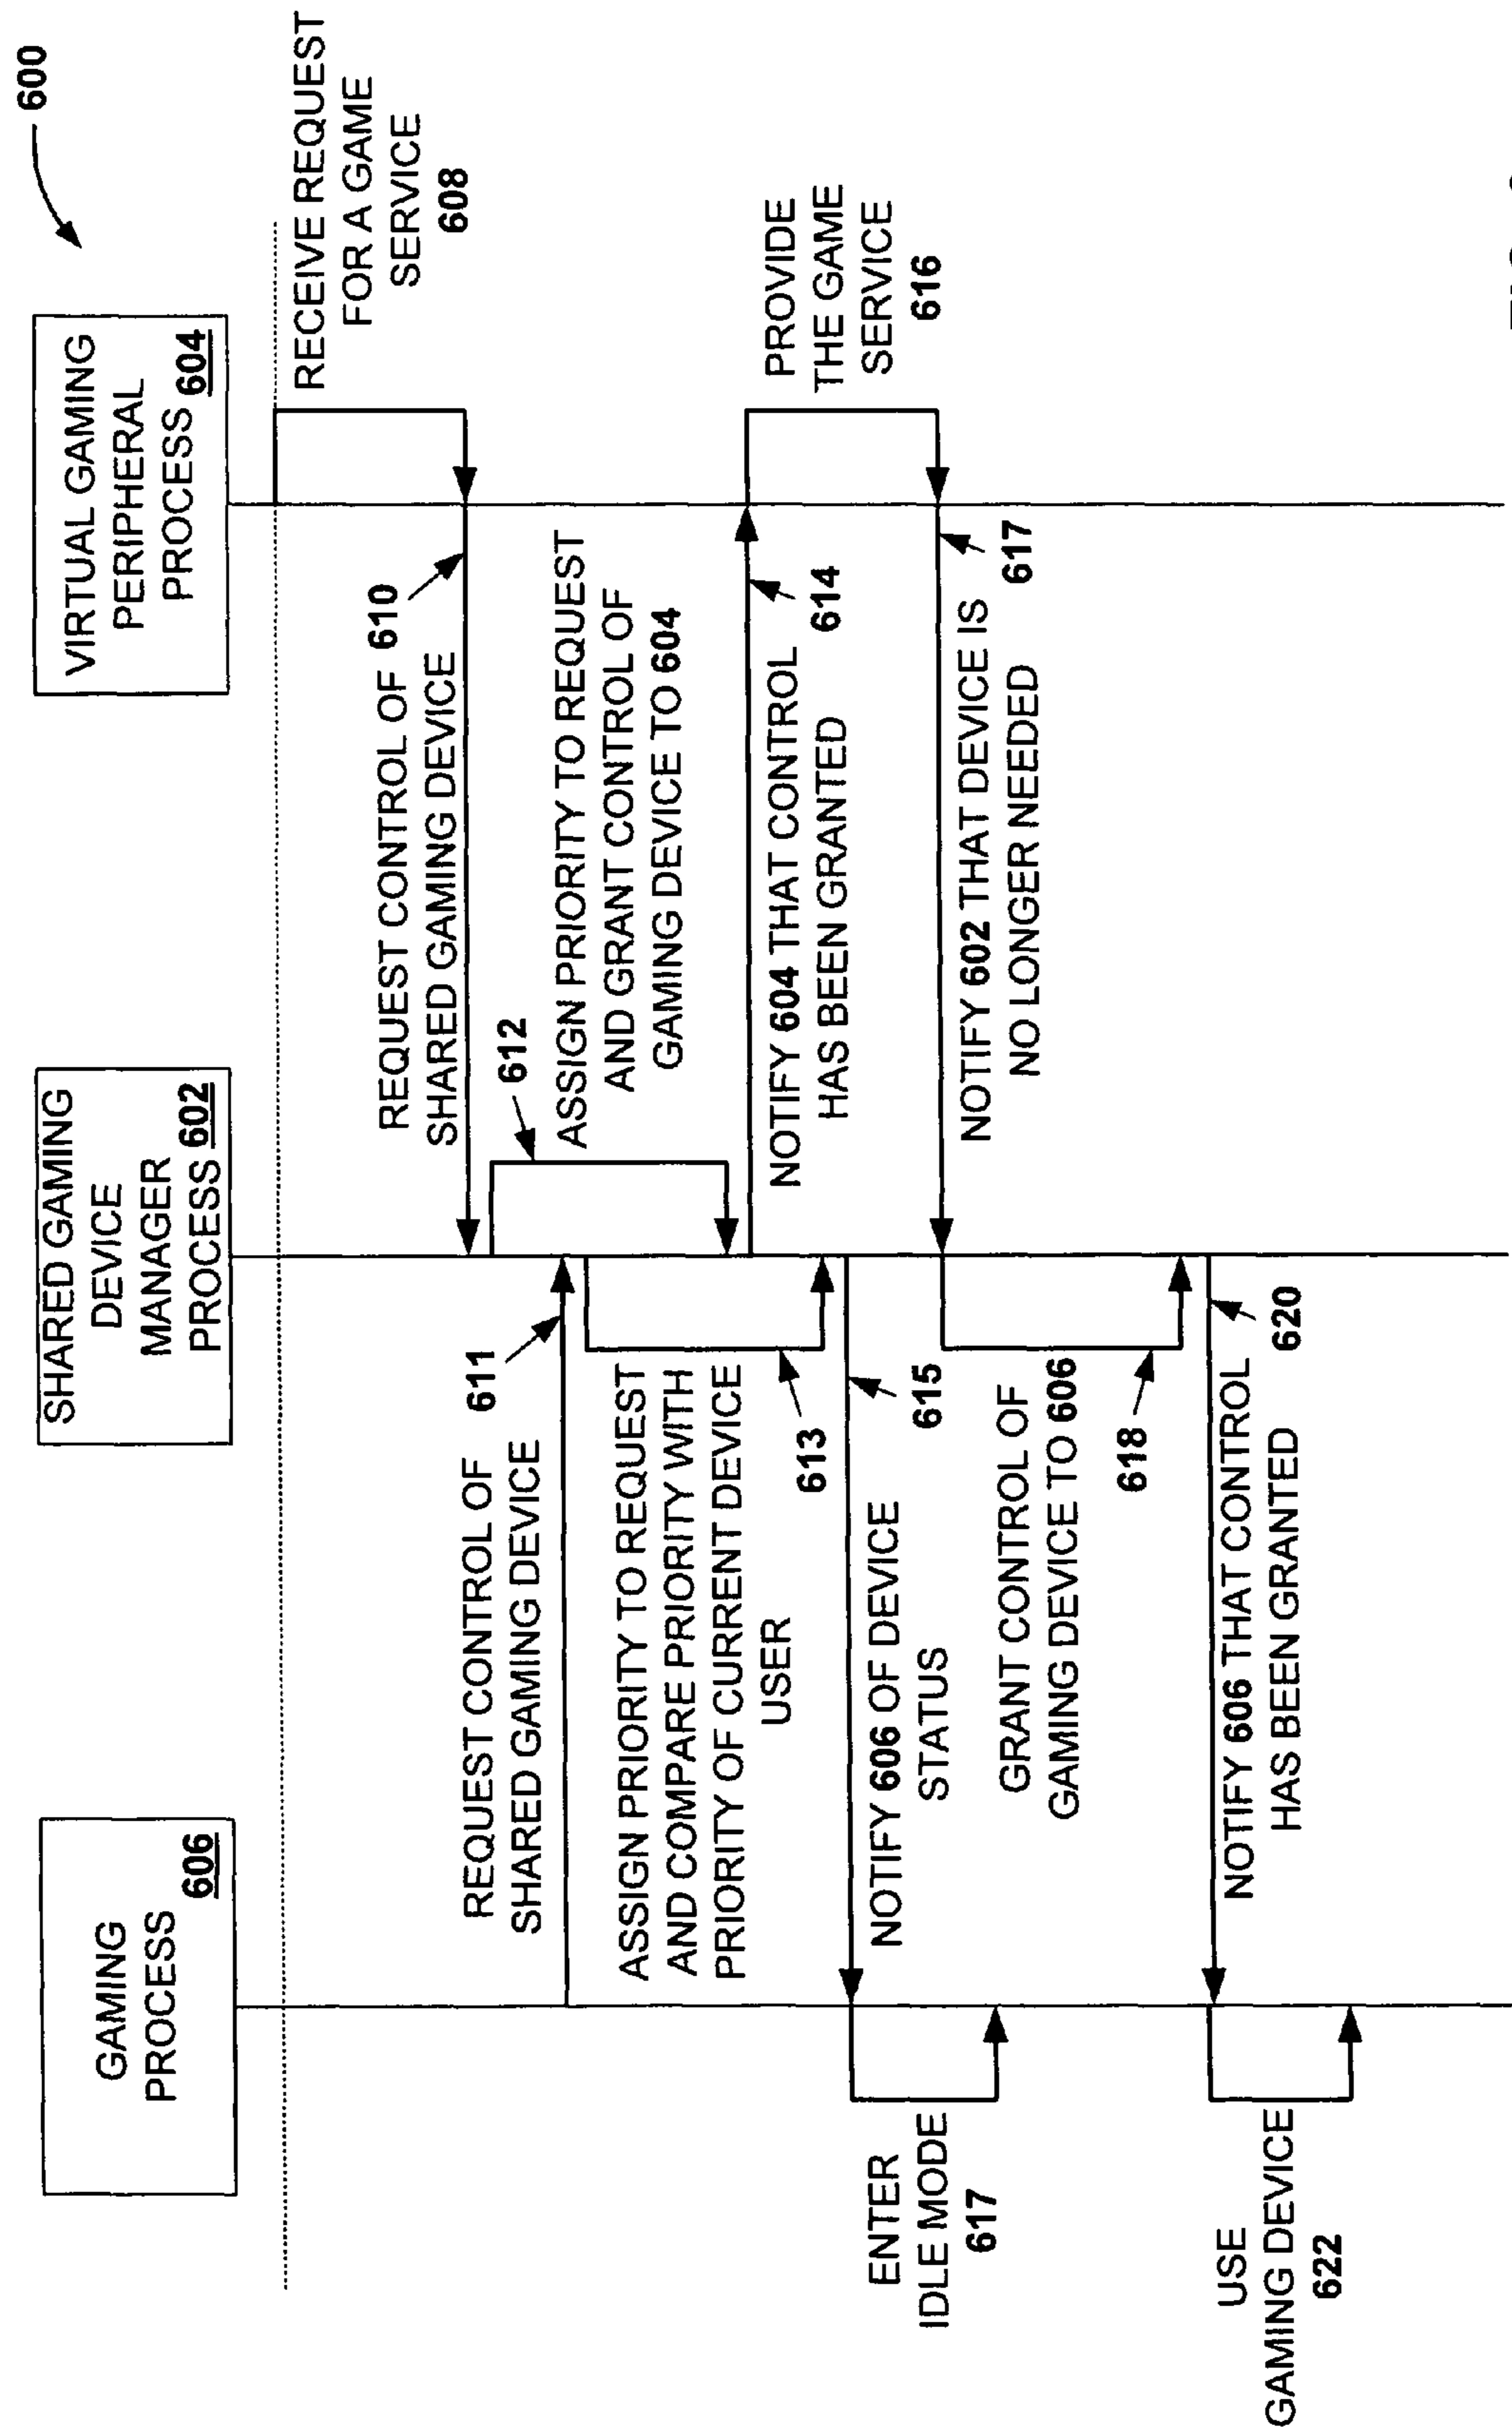 600
GAMING
PROCESS
606
SHARED GAMING
DEVICE
MANAGER
PROCESS 602
VIRTUAL GAMING
PERIPHERAL
PROCESS 604
RECEIVE REQUEST
FOR A GAME
SERVICE
608
REQUEST CONTROL OF 610
SHARED GAMING DEVICE
612
REQUEST CONTROL OF 611
SHARED GAMING DEVICE
ASSIGN PRIORITY TO REQUEST
AND GRANT CONTROL OF
GAMING DEVICE TO 604
ASSIGN PRIORITY TO REQUEST
AND COMPARE PRIORITY WITH
PRIORITY OF CURRENT DEVICE
USER
613
NOTIFY 604 THAT CONTROL
HAS BEEN GRANTED
614
PROVIDE
THE GAME
SERVICE
616
NOTIFY 606 OF DEVICE
STATUS
615
ENTER
IDLE MODE
617
NOTIFY 602 THAT DEVICE IS
NO LONGER NEEDED
617
GRANT CONTROL OF
GAMING DEVICE TO 606
618
NOTIFY 606 THAT CONTROL
HAS BEEN GRANTED
620
USE
GAMING DEVICE
622